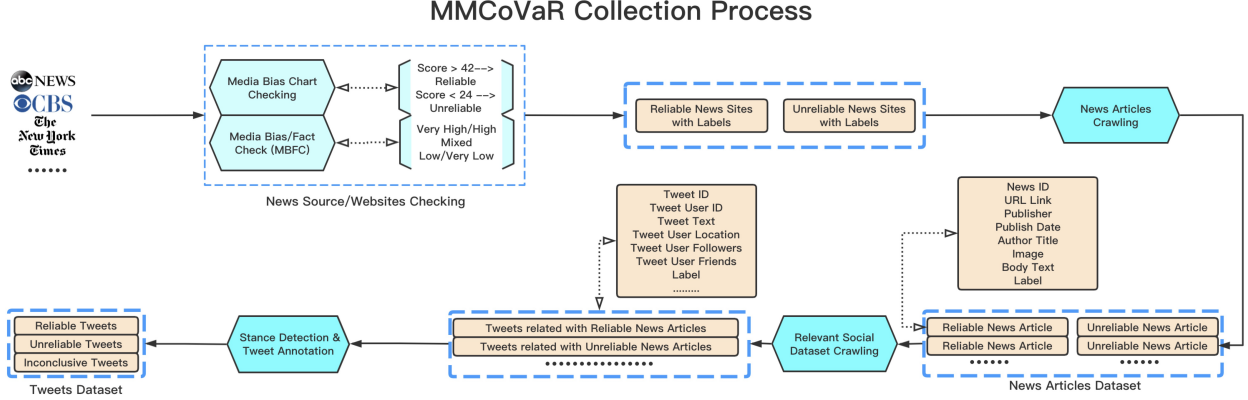 MMCoVaR Collection Process
abc NEWS
CBS
The
New York
Times
......
Media Bias Chart
Checking
Score > 42-->
Reliable
Score < 24 -->
Unreliable
Media Bias/Fact
Check (MBFC)
Very High/High
Mixed
Low/Very Low
News Source/Websites Checking
Reliable News Sites
with Labels
Unreliable News Sites
with Labels
News Articles
Crawling
News ID
URL Link
Publisher
Publish Date
Author Title
Image
Body Text
Label
Reliable News Article
Reliable News Article
......
Unreliable News Article
Unreliable News Article
......
News Articles Dataset
Relevant Social
Dataset Crawling
Tweet ID
Tweet User ID
Tweet Text
Tweet User Location
Tweet User Followers
Tweet User Friends
Label
.........
Tweets related with Reliable News Articles
Tweets related with Unreliable News Articles
................
Stance Detection &
Tweet Annotation
Reliable Tweets
Unreliable Tweets
Inconclusive Tweets
Tweets Dataset